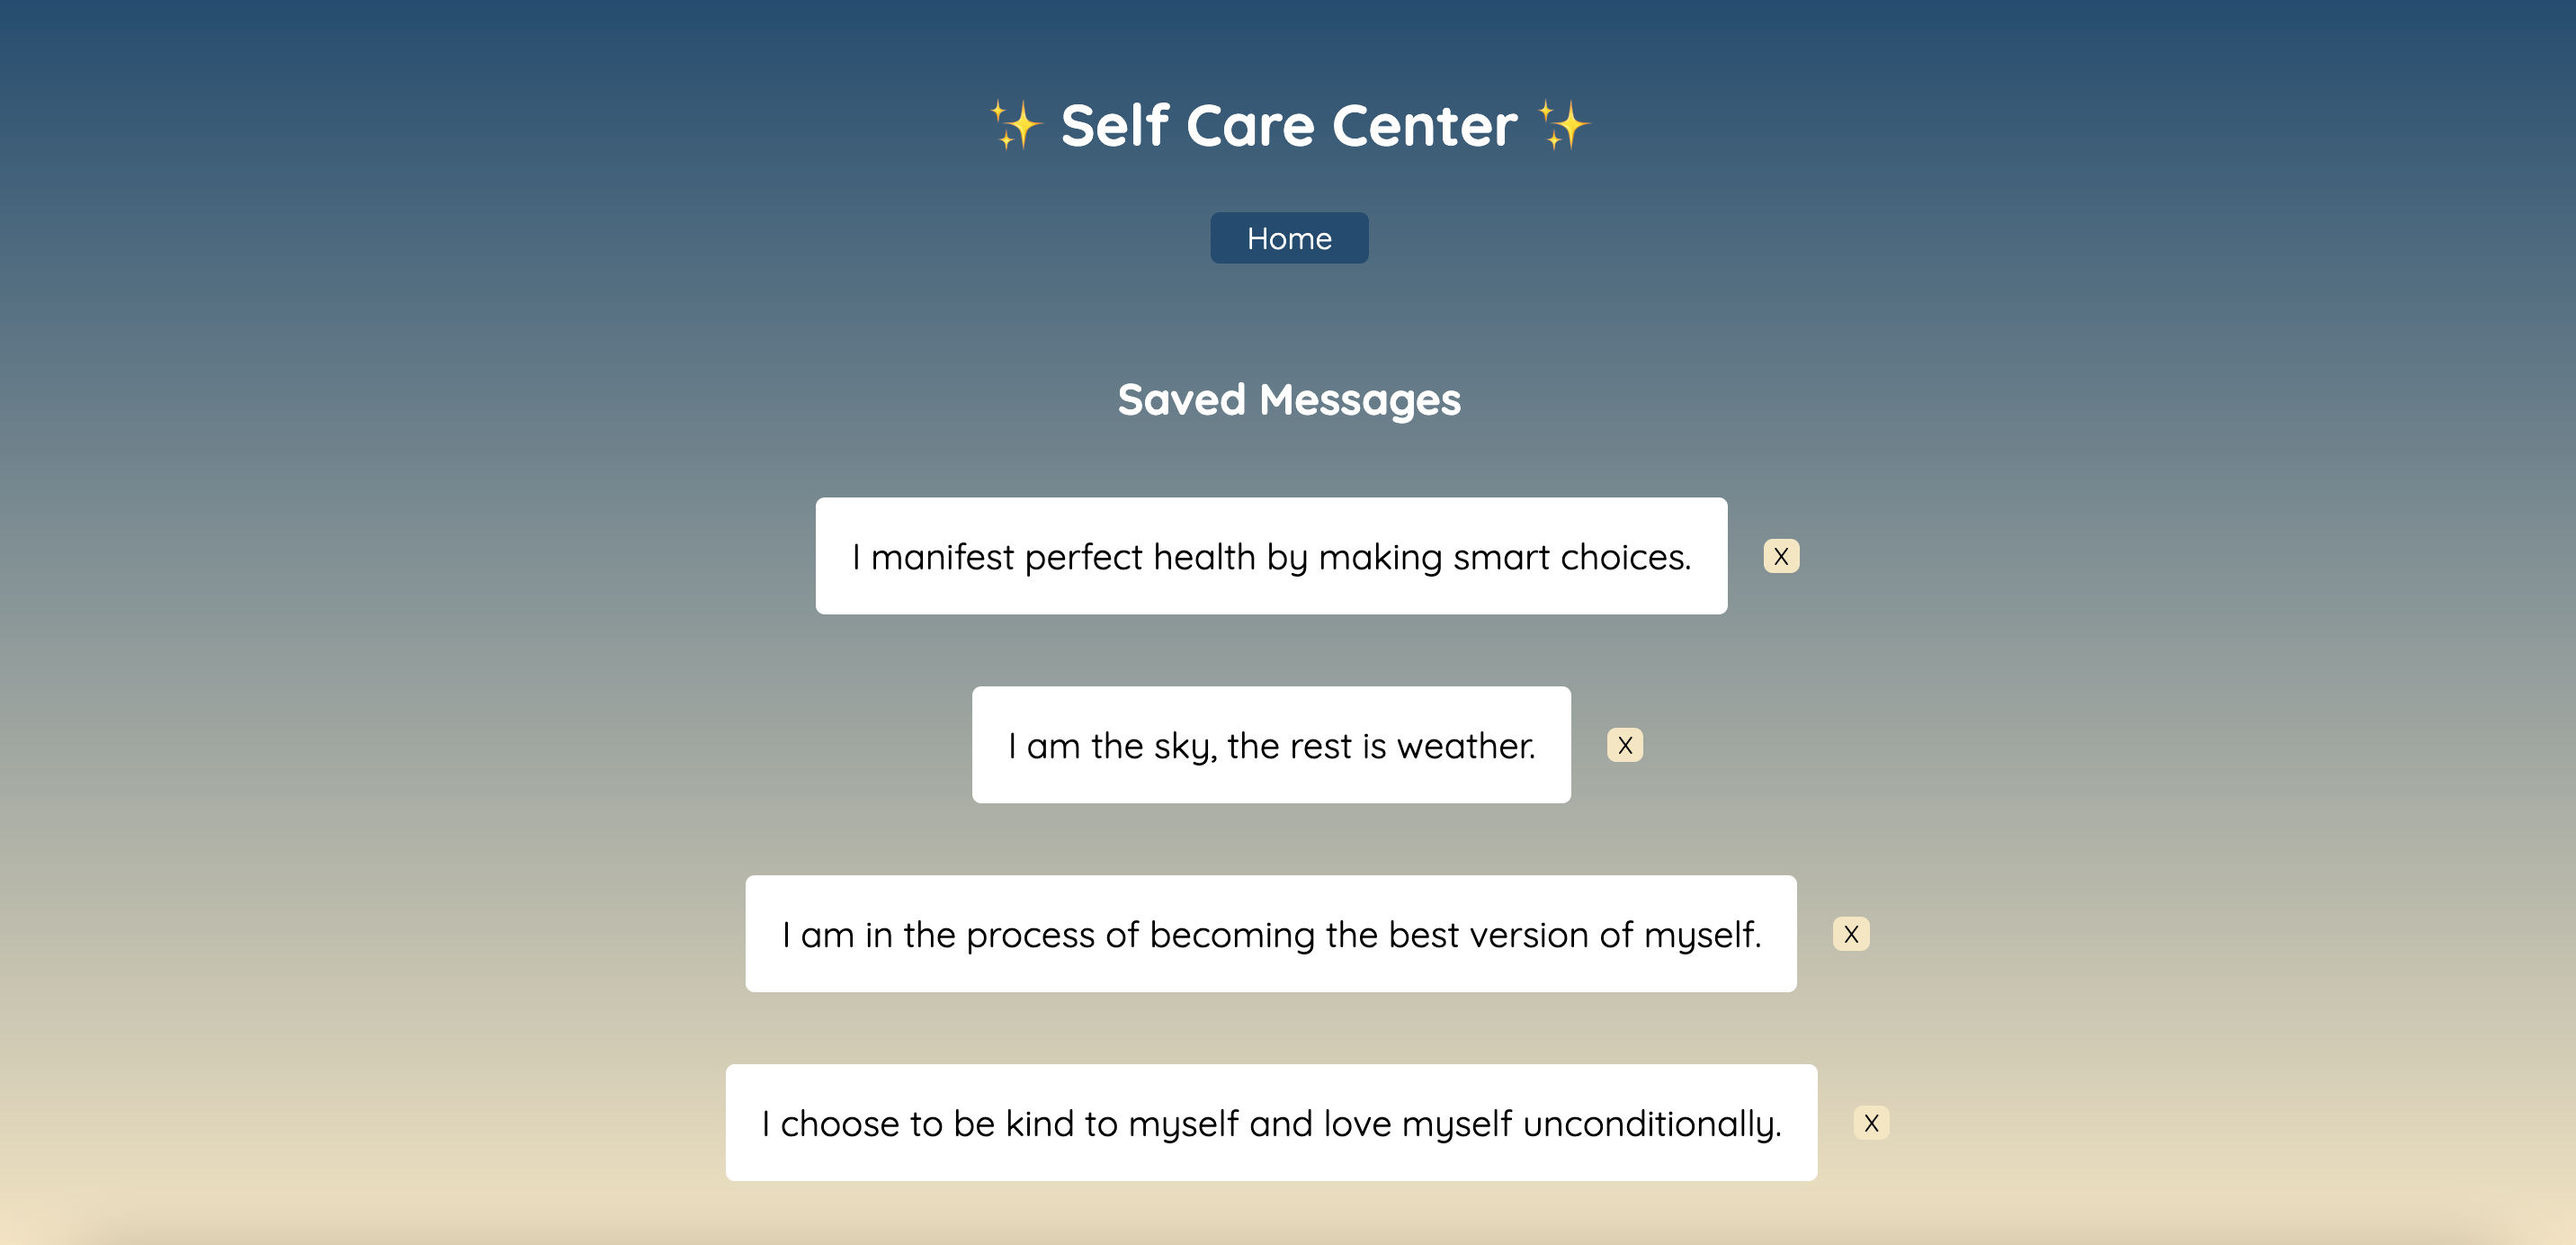 ✨ Self Care Center ✨
Home
Saved Messages
I manifest perfect health by making smart choices. X
I am the sky, the rest is weather. X
I am in the process of becoming the best version of myself. X
I choose to be kind to myself and love myself unconditionally. X